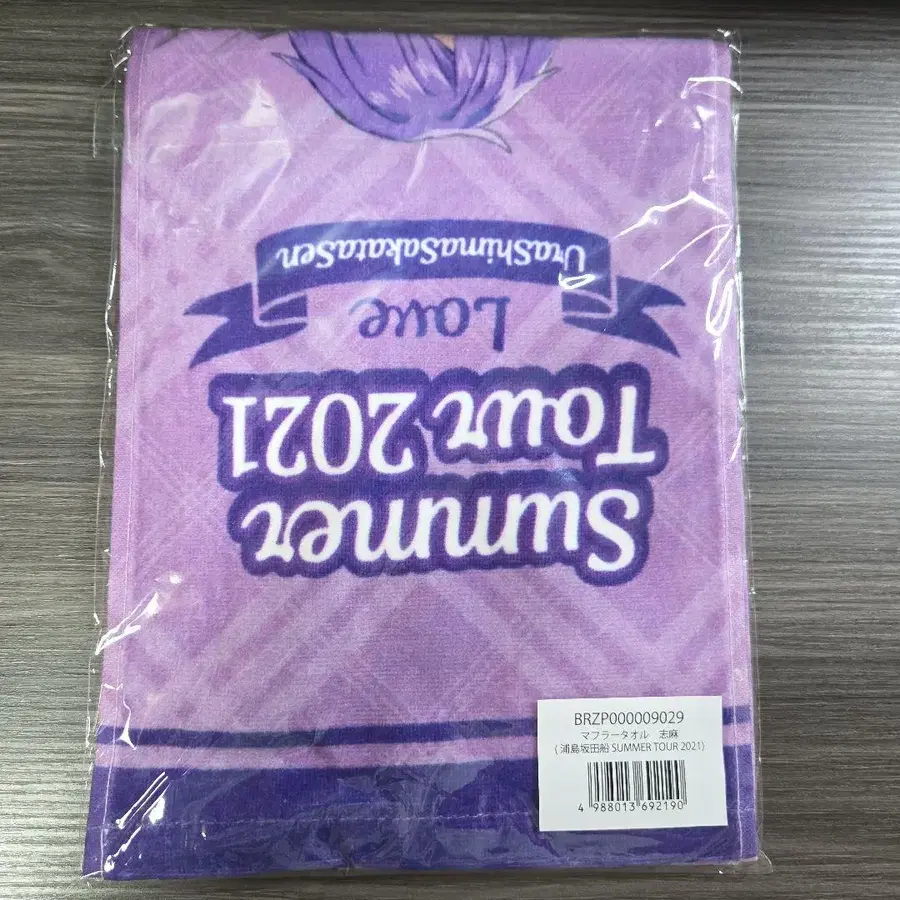 Summer
Tour 2021
Love
UraShimaSakataSen
BRZP000009029
マフラータオル　志麻
( 浦島坂田船 SUMMER TOUR 2021)
4 988013 692190